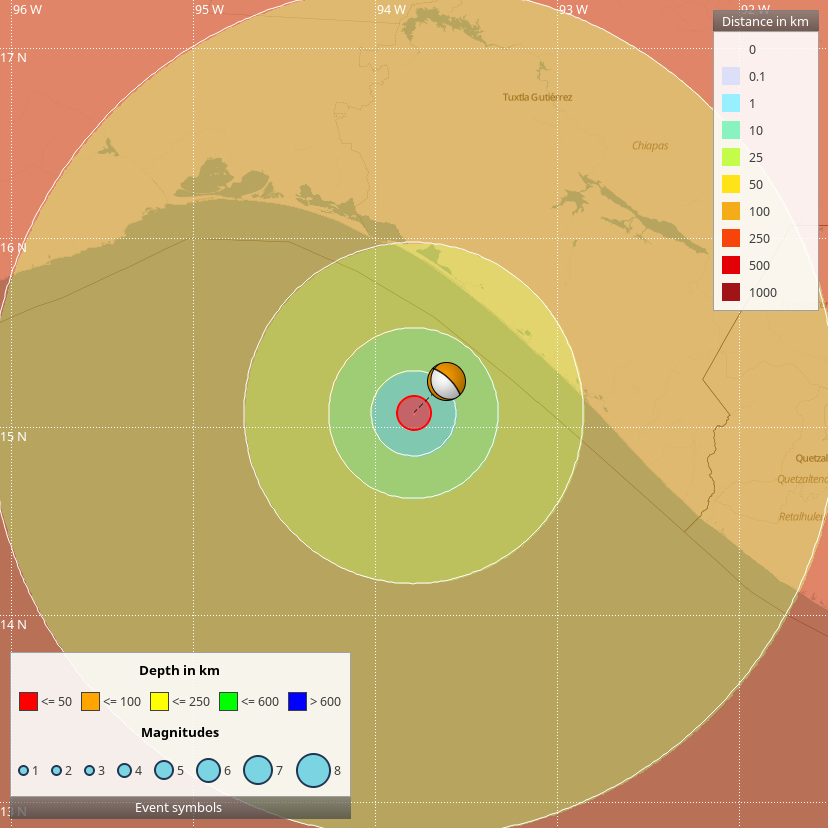 96 W
95 W
94 W
93 W
92 W
Distance in km
0
0.1
1
10
25
50
100
250
500
1000
17 N
Tuxtla Gutiérrez
Chiapas
16 N
15 N
Quetzal
Quetzalten
Retalhule
14 N
Depth in km
<= 50 <= 100 <= 250 <= 600 > 600
Magnitudes
1 2 3 4 5 6 7 8
13 N
Event symbols